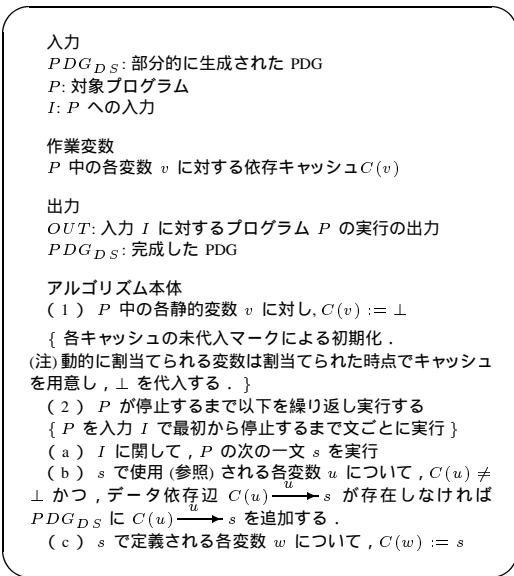 入力
PDG_DS: 部分的に生成された PDG
P: 対象プログラム
I: P への入力
作業変数
P 中の各変数 v に対する依存キャッシュC(v)
出力
OUT: 入力 I に対するプログラム P の実行の出力
PDG_DS: 完成した PDG
アルゴリズム本体
( 1 ) P 中の各静的変数 v に対し, C(v) := ⊥
{ 各キャッシュの未代入マークによる初期化．
(注) 動的に割当てられる変数は割当てられた時点でキャッシュ
を用意し，⊥ を代入する．}
( 2 ) P が停止するまで以下を繰り返し実行する
{ P を入力 I で最初から停止するまで文ごとに実行 }
( a ) I に関して，P の次の一文 s を実行
( b ) s で使用 (参照) される各変数 u について，C(u) ≠
⊥ かつ，データ依存辺 C(u) —u→ s が存在しなければ
PDG_DS に C(u) —u→ s を追加する．
( c ) s で定義される各変数 w について，C(w) := s